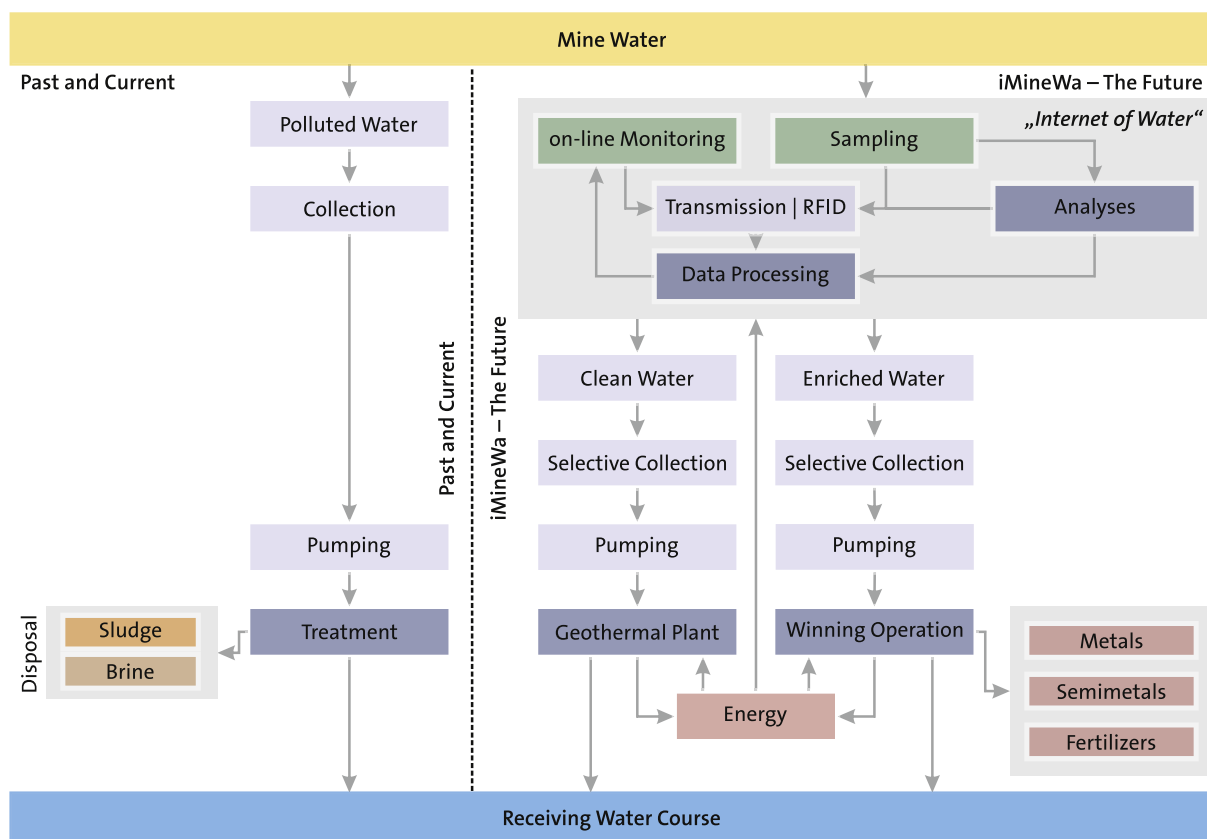 Mine Water
Past and Current
iMineWa – The Future
„Internet of Water“
Polluted Water
Collection
Pumping
Treatment
Disposal
Sludge
Brine
Past and Current
iMineWa – The Future
on-line Monitoring
Sampling
Transmission | RFID
Analyses
Data Processing
Clean Water
Enriched Water
Selective Collection
Selective Collection
Pumping
Pumping
Geothermal Plant
Winning Operation
Energy
Metals
Semimetals
Fertilizers
Receiving Water Course